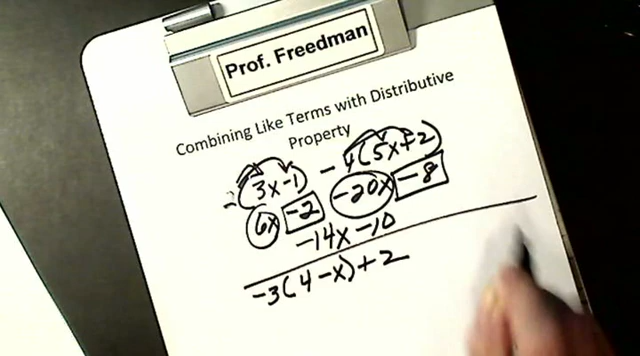 Prof. Freedman
Combining Like Terms with Distributive
Property
(3x-1) - 4(5x+2)
6x -2 -20x -8
-14x -10
-3(4-x)+2